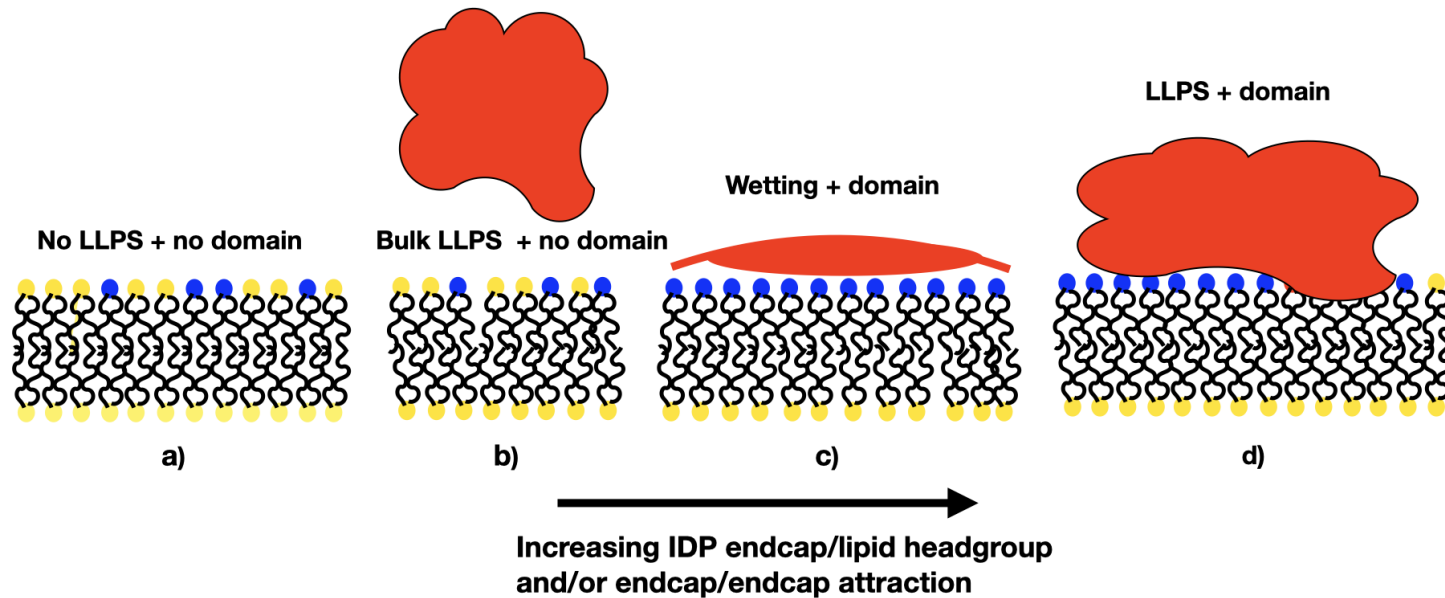 LLPS + domain
Wetting + domain
No LLPS + no domain
Bulk LLPS + no domain
a)
b)
c)
d)
Increasing IDP endcap/lipid headgroup
and/or endcap/endcap attraction